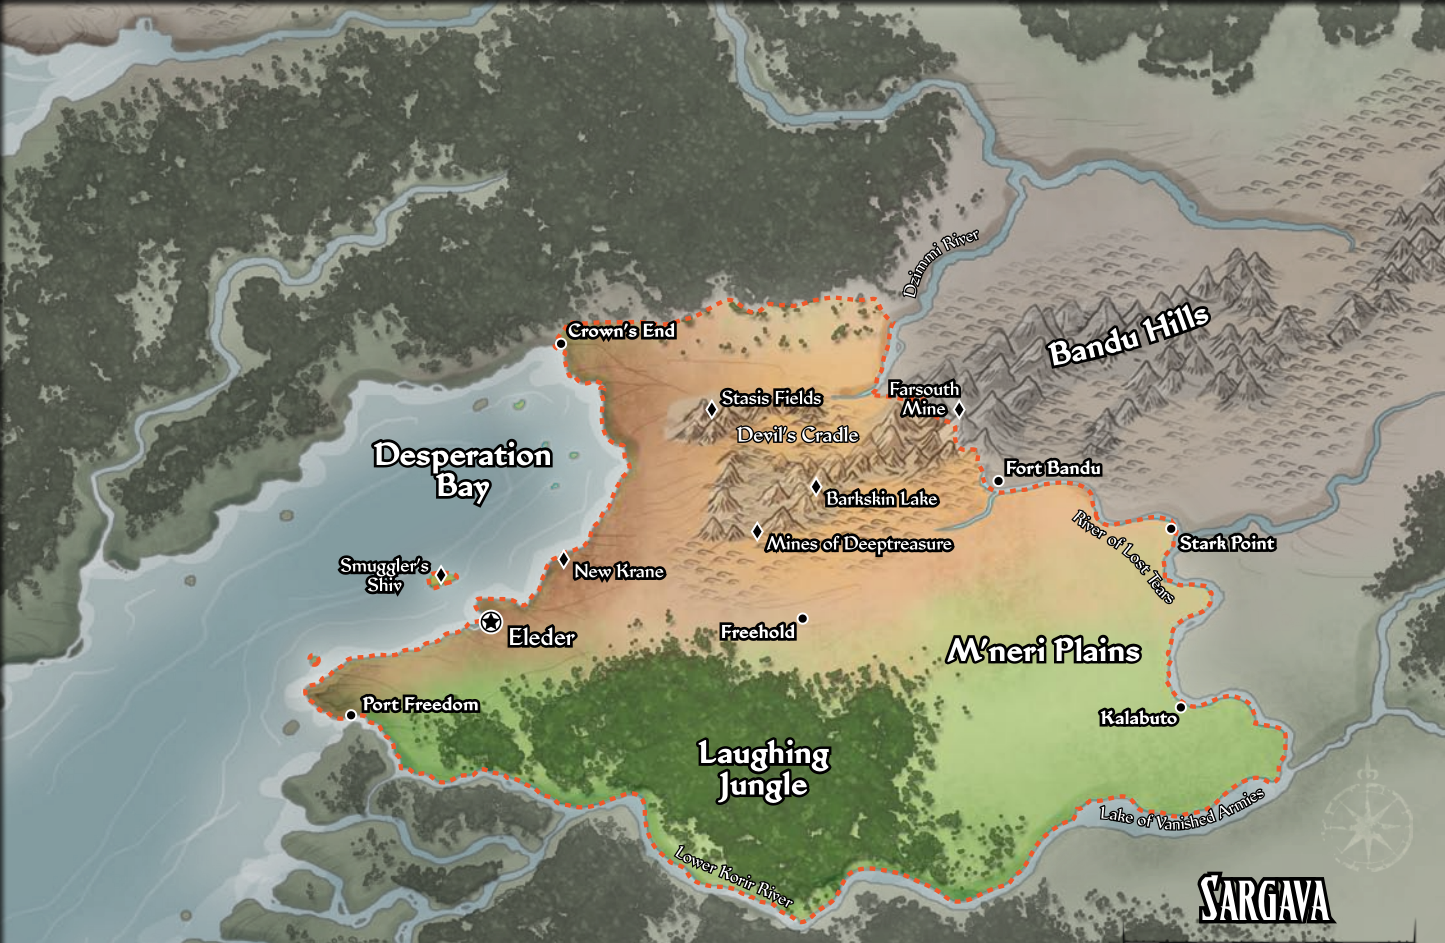 Dzimmi River
Bandu Hills
Crown's End
Stasis Fields
Farsouth
Mine
Devil's Cradle
Desperation
Bay
Fort Bandu
Barkskin Lake
River of Lost Tears
Mines of Deeptreasure
Stark Point
Smuggler's
Shiv
New Krane
Eleder
Freehold
M'neri Plains
Port Freedom
Kalabuto
Laughing
Jungle
Lake of Vanished Armies
Lower Korir River
SARGAVA